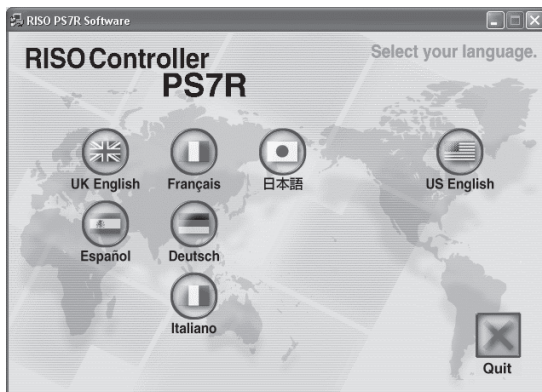 RISO PS7R Software
Select your language.
RISO Controller
PS7R
UK English
Français
日本語
US English
Español
Deutsch
Italiano
Quit